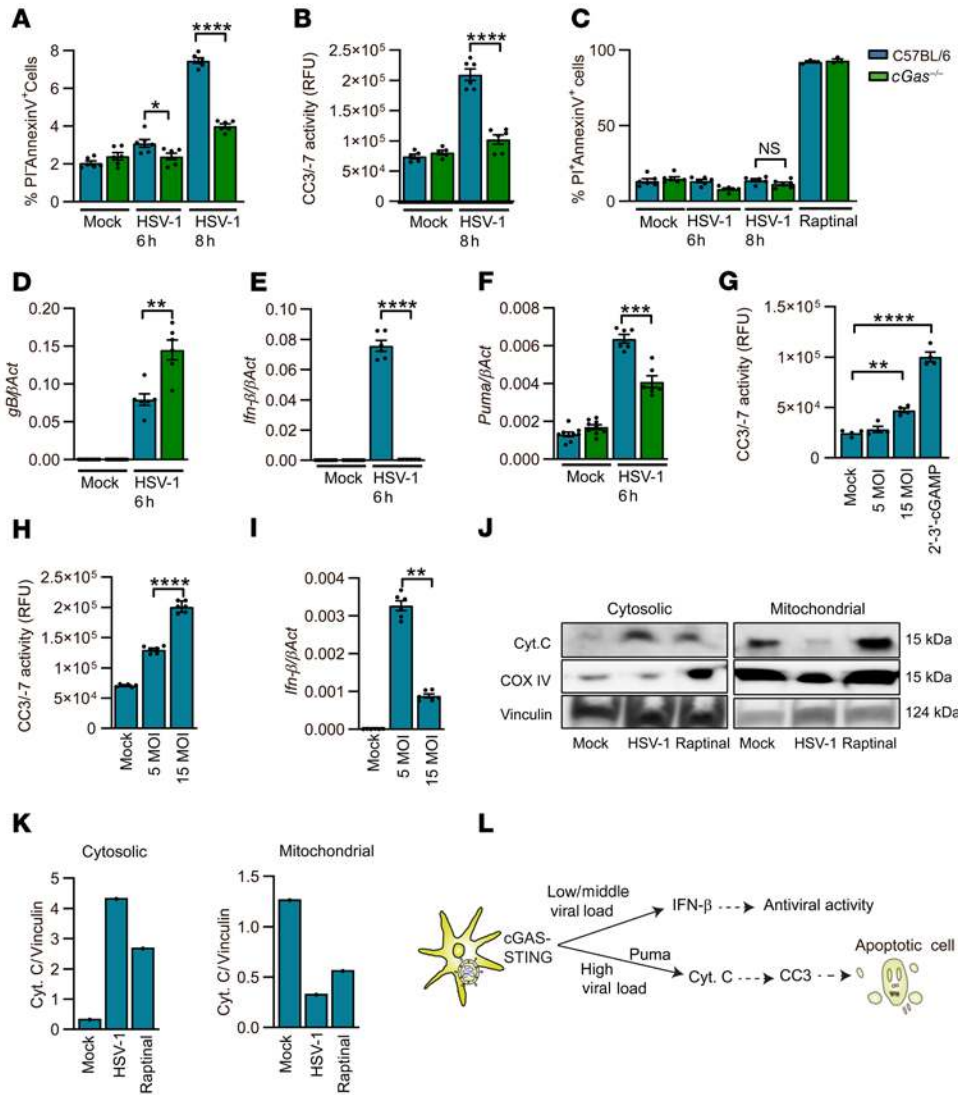 A
% PI⁻AnnexinV⁺Cells
8
6
4
2
0
****
*
Mock
HSV-1
6 h
HSV-1
8 h
B
CC3/-7 activity (RFU)
2.5×10⁵
2.0×10⁵
1.5×10⁵
1.0×10⁵
5.0×10⁴
0
****
Mock
HSV-1
8 h
C
% PI⁺AnnexinV⁺ cells
100
50
0
NS
Mock
HSV-1
6 h
HSV-1
8 h
Raptinal
C57BL/6
cGas⁻/⁻
D
gB/βAct
0.20
0.15
0.10
0.05
0.00
**
Mock
HSV-1
6 h
E
Ifn-β/βAct
0.10
0.08
0.06
0.04
0.02
0.00
****
Mock
HSV-1
6 h
F
Puma/βAct
0.008
0.006
0.004
0.002
0.000
***
Mock
HSV-1
6 h
G
CC3/-7 activity (RFU)
1×10⁵
5×10⁴
0
****
**
Mock
5 MOI
15 MOI
2'-3'-cGAMP
H
CC3/-7 activity (RFU)
2.5×10⁵
2×10⁵
1.5×10⁵
1×10⁵
5×10⁴
0
****
Mock
5 MOI
15 MOI
I
Ifn-β/βAct
0.004
0.003
0.002
0.001
0.000
**
Mock
5 MOI
15 MOI
J
Cytosolic
Mitochondrial
Cyt.C
15 kDa
COX IV
15 kDa
Vinculin
124 kDa
Mock HSV-1 Raptinal
Mock HSV-1 Raptinal
K
Cytosolic
Cyt. C/Vinculin
5
4
3
2
1
0
Mock
HSV-1
Raptinal
Mitochondrial
Cyt. C/Vinculin
1.5
1.0
0.5
0.0
Mock
HSV-1
Raptinal
L
Low/middle
viral load
cGAS-
STING
High
viral load
IFN-β
Antiviral activity
Puma
Cyt. C
CC3
Apoptotic cell